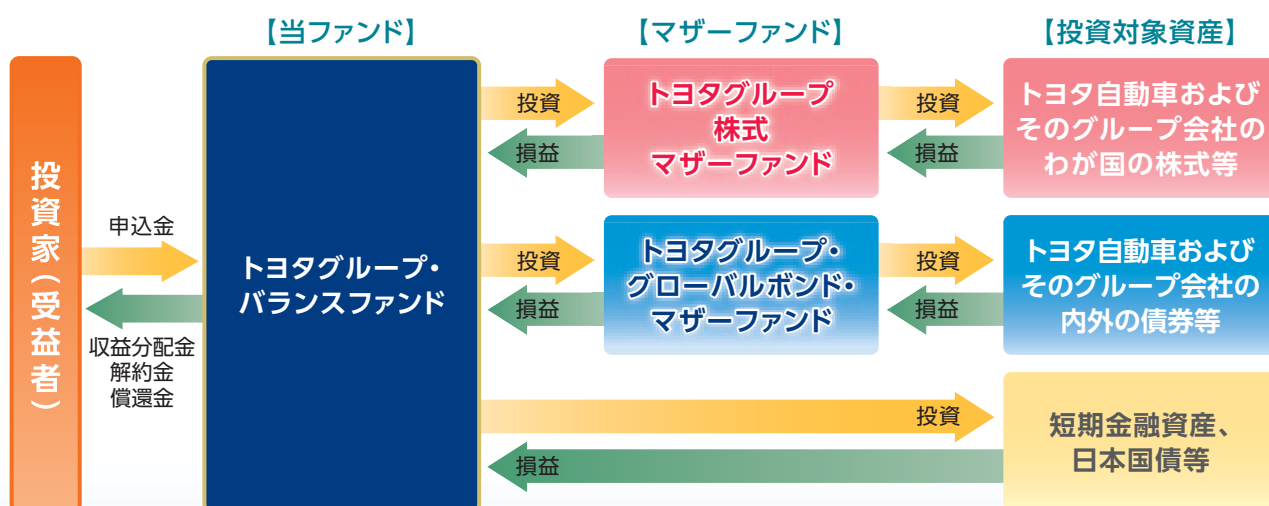 【当ファンド】
【マザーファンド】
【投資対象資産】
投資家（受益者）
申込金
収益分配金
解約金
償還金
トヨタグループ・
バランスファンド
投資
損益
トヨタグループ
株式
マザーファンド
投資
損益
トヨタ自動車および
そのグループ会社の
わが国の株式等
投資
損益
トヨタグループ・
グローバルボンド・
マザーファンド
投資
損益
トヨタ自動車および
そのグループ会社の
内外の債券等
投資
損益
短期金融資産、
日本国債等